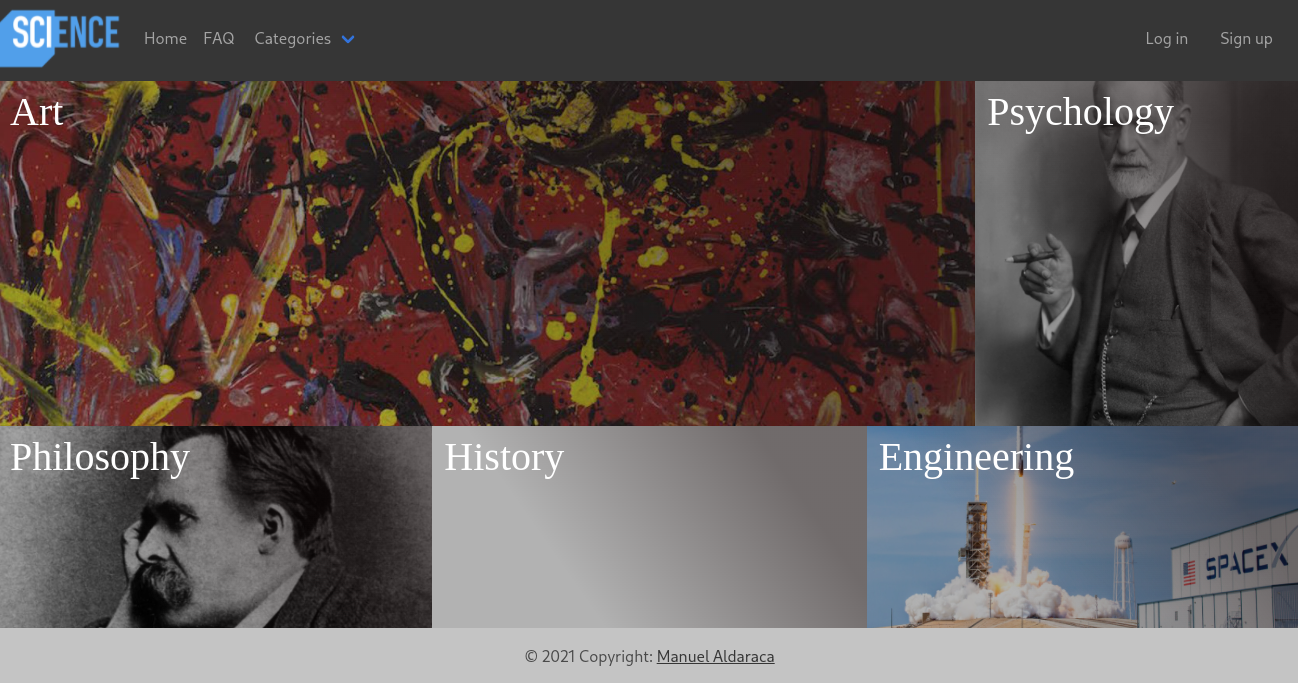 SCIENCE
Home FAQ Categories
Log in Sign up
Art
Psychology
Philosophy
History
Engineering
SPACEX
© 2021 Copyright: Manuel Aldaraca